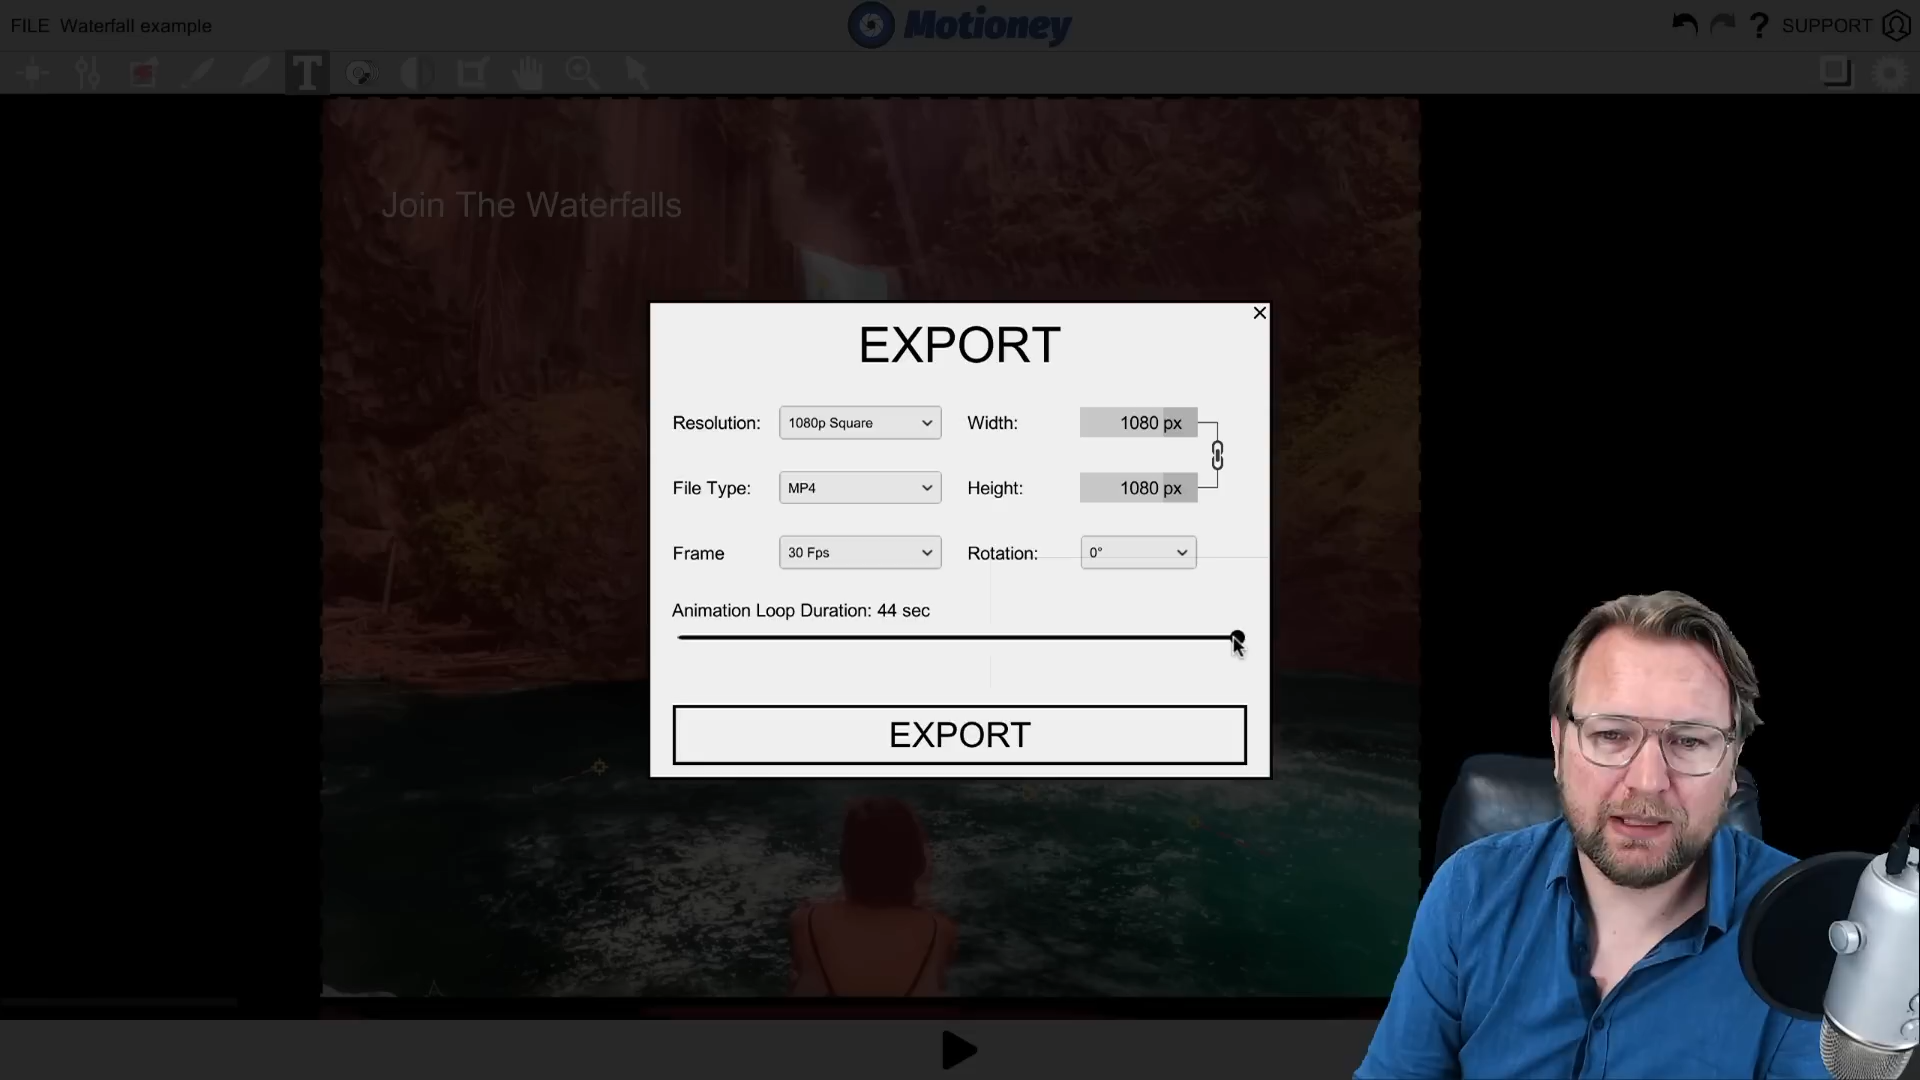 FILE Waterfall example
Motioney
? SUPPORT
T
Join The Waterfalls
EXPORT
Resolution: 1080p Square Width: 1080 px
File Type: MP4 Height: 1080 px
Frame 30 Fps Rotation: 0°
Animation Loop Duration: 44 sec
EXPORT